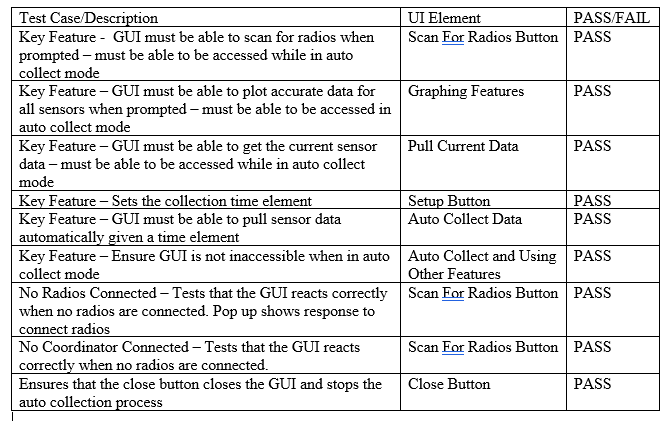 Test Case/Description UI Element PASS/FAIL
Key Feature -  GUI must be able to scan for radios when Scan For Radios Button PASS
prompted – must be able to be accessed while in auto
collect mode
Key Feature – GUI must be able to plot accurate data for Graphing Features PASS
all sensors when prompted – must be able to be accessed in
auto collect mode
Key Feature – GUI must be able to get the current sensor Pull Current Data PASS
data – must be able to be accessed while in auto collect
mode
Key Feature – Sets the collection time element Setup Button PASS
Key Feature – GUI must be able to pull sensor data Auto Collect Data PASS
automatically given a time element
Key Feature – Ensure GUI is not inaccessible when in auto Auto Collect and Using PASS
collect mode Other Features
No Radios Connected – Tests that the GUI reacts correctly Scan For Radios Button PASS
when no radios are connected. Pop up shows response to
connect radios
No Coordinator Connected – Tests that the GUI reacts Scan For Radios Button PASS
correctly when no radios are connected.
Ensures that the close button closes the GUI and stops the Close Button PASS
auto collection process